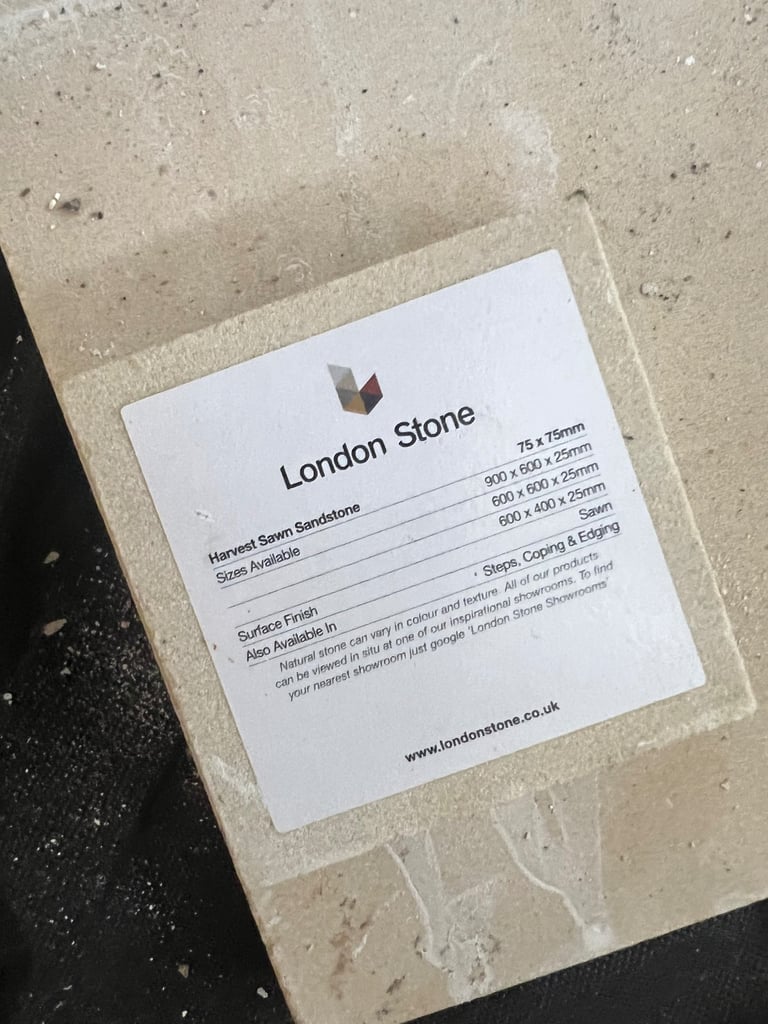 London Stone
Harvest Sawn Sandstone 75 x 75mm
Sizes Available 900 x 600 x 25mm
600 x 600 x 25mm
600 x 400 x 25mm
Surface Finish Sawn
Also Available In Steps, Coping & Edging
Natural stone can vary in colour and texture. All of our products
can be viewed in situ at one of our inspirational showrooms. To find
your nearest showroom just google 'London Stone Showrooms'
www.londonstone.co.uk